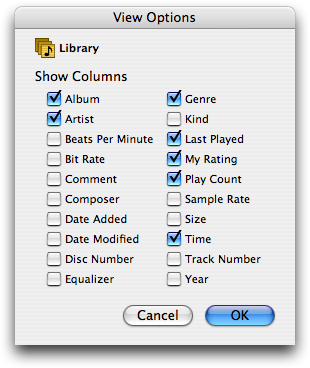 View Options
Library
Show Columns
Album
Artist
Beats Per Minute
Bit Rate
Comment
Composer
Date Added
Date Modified
Disc Number
Equalizer
Genre
Kind
Last Played
My Rating
Play Count
Sample Rate
Size
Time
Track Number
Year
Cancel
OK